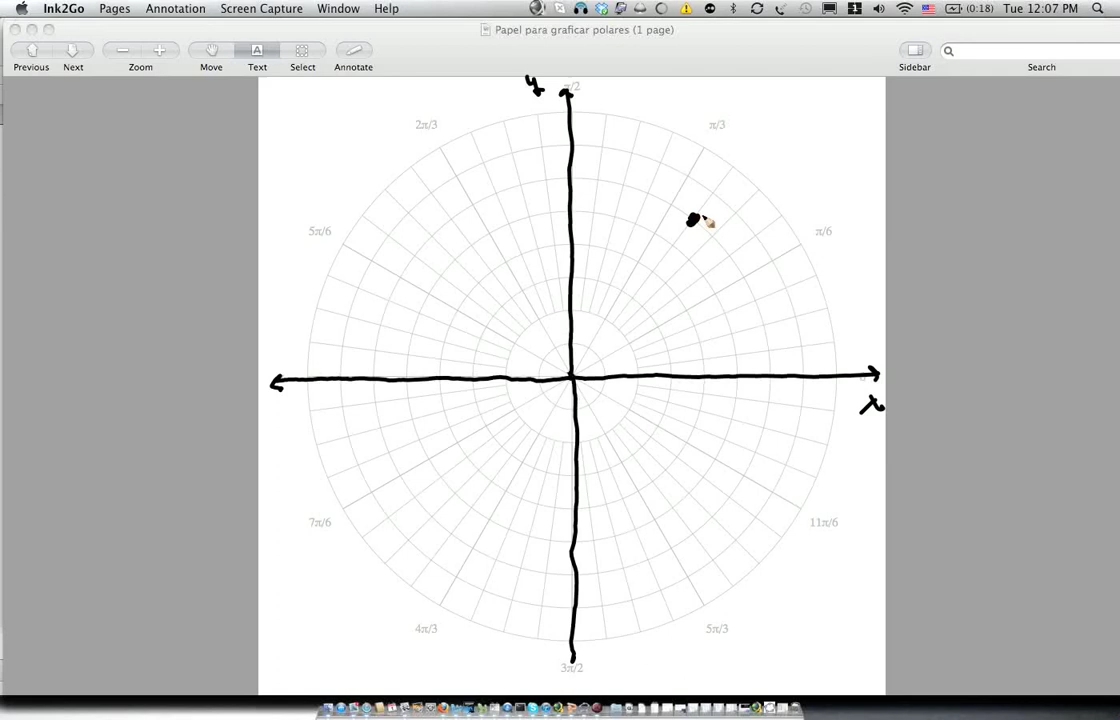 Ink2Go Pages Annotation Screen Capture Window Help (0:18) Tue 12:07 PM
Papel para graficar polares (1 page)
Previous Next Zoom Move Text Select Annotate Sidebar Search
y π/2
2π/3 π/3
5π/6 π/6
x
7π/6 11π/6
4π/3 5π/3
3π/2